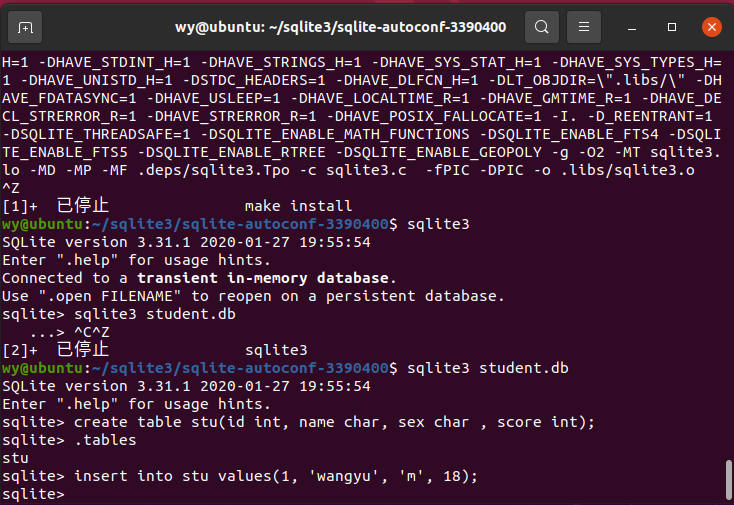 wy@ubuntu: ~/sqlite3/sqlite-autoconf-3390400
H=1 -DHAVE_STDINT_H=1 -DHAVE_STRINGS_H=1 -DHAVE_SYS_STAT_H=1 -DHAVE_SYS_TYPES_H=
1 -DHAVE_UNISTD_H=1 -DSTDC_HEADERS=1 -DHAVE_DLFCN_H=1 -DLT_OBJDIR=\".libs/\" -DH
AVE_FDATASYNC=1 -DHAVE_USLEEP=1 -DHAVE_LOCALTIME_R=1 -DHAVE_GMTIME_R=1 -DHAVE_DE
CL_STRERROR_R=1 -DHAVE_STRERROR_R=1 -DHAVE_POSIX_FALLOCATE=1 -I. -D_REENTRANT=1
-DSQLITE_THREADSAFE=1 -DSQLITE_ENABLE_MATH_FUNCTIONS -DSQLITE_ENABLE_FTS4 -DSQLI
TE_ENABLE_FTS5 -DSQLITE_ENABLE_RTREE -DSQLITE_ENABLE_GEOPOLY -g -O2 -MT sqlite3.
lo -MD -MP -MF .deps/sqlite3.Tpo -c sqlite3.c  -fPIC -DPIC -o .libs/sqlite3.o
^Z
[1]+  已停止               make install
wy@ubuntu:~/sqlite3/sqlite-autoconf-3390400$ sqlite3
SQLite version 3.31.1 2020-01-27 19:55:54
Enter ".help" for usage hints.
Connected to a transient in-memory database.
Use ".open FILENAME" to reopen on a persistent database.
sqlite> sqlite3 student.db
   ...> ^C^Z
[2]+  已停止               sqlite3
wy@ubuntu:~/sqlite3/sqlite-autoconf-3390400$ sqlite3 student.db
SQLite version 3.31.1 2020-01-27 19:55:54
Enter ".help" for usage hints.
sqlite> create table stu(id int, name char, sex char , score int);
sqlite> .tables
stu
sqlite> insert into stu values(1, 'wangyu', 'm', 18);
sqlite>